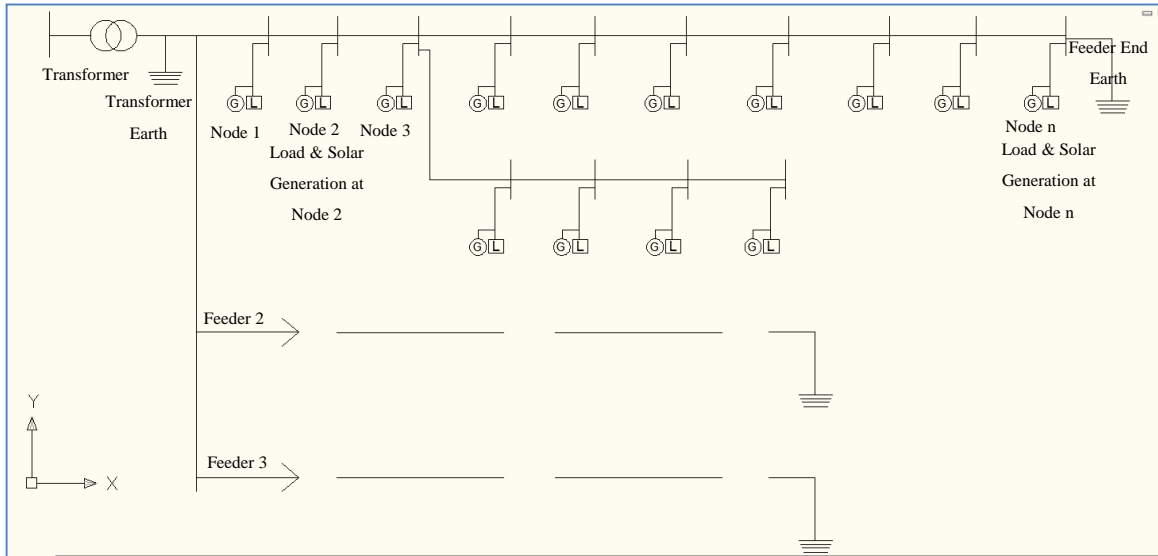 Transformer
Transformer
Earth
Feeder End
Earth
G L
G L
G L
G L
G L
G L
G L
G L
G L
G L
Node 1
Node 2
Load & Solar
Generation at
Node 2
Node 3
Node n
Load & Solar
Generation at
Node n
G L
G L
G L
G L
Feeder 2
Feeder 3
Y
X